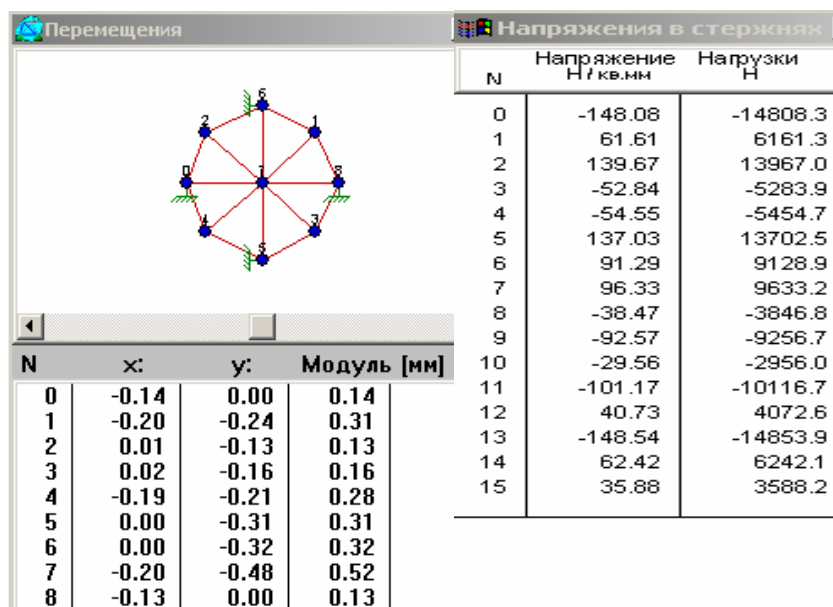 Перемещения
6
2 1
0 7 8
4 3
5
N x: y: Модуль [мм]
0 -0.14 0.00 0.14
1 -0.20 -0.24 0.31
2 0.01 -0.13 0.13
3 0.02 -0.16 0.16
4 -0.19 -0.21 0.28
5 0.00 -0.31 0.31
6 0.00 -0.32 0.32
7 -0.20 -0.48 0.52
8 -0.13 0.00 0.13
Напряжения в стержнях
Напряжение Нагрузки
N Н / кв.мм Н
0 -148.08 -14808.3
1 61.61 6161.3
2 139.67 13967.0
3 -52.84 -5283.9
4 -54.55 -5454.7
5 137.03 13702.5
6 91.29 9128.9
7 96.33 9633.2
8 -38.47 -3846.8
9 -92.57 -9256.7
10 -29.56 -2956.0
11 -101.17 -10116.7
12 40.73 4072.6
13 -148.54 -14853.9
14 62.42 6242.1
15 35.88 3588.2